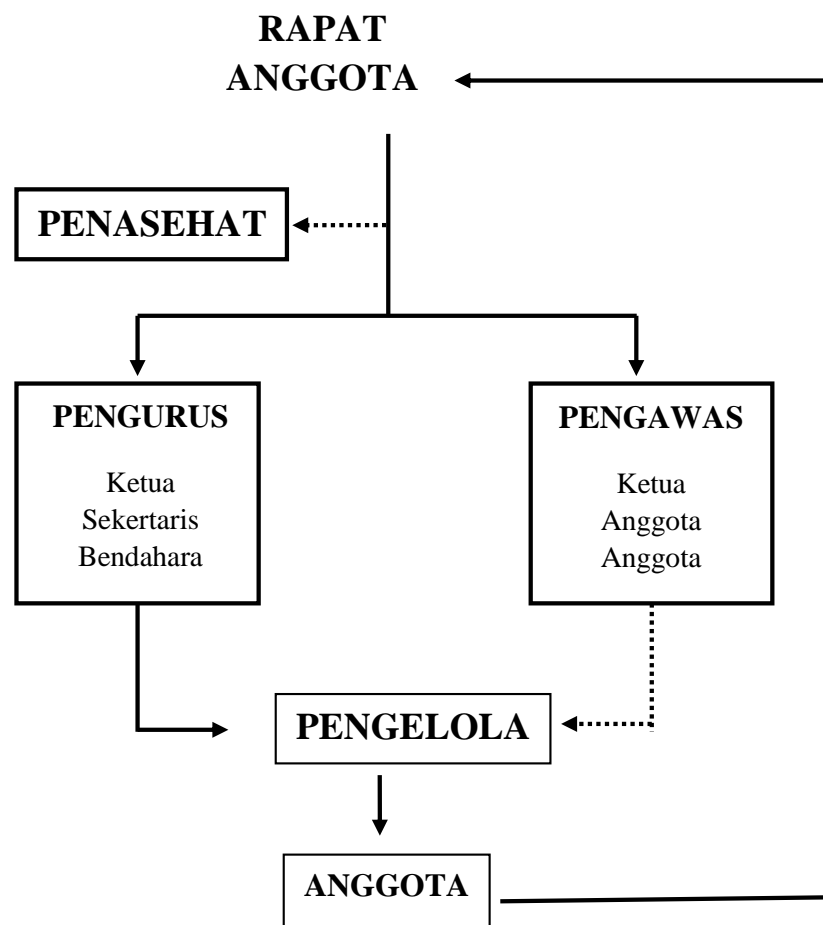 RAPAT
ANGGOTA
PENASEHAT
PENGURUS
Ketua
Sekertaris
Bendahara
PENGAWAS
Ketua
Anggota
Anggota
PENGELOLA
ANGGOTA